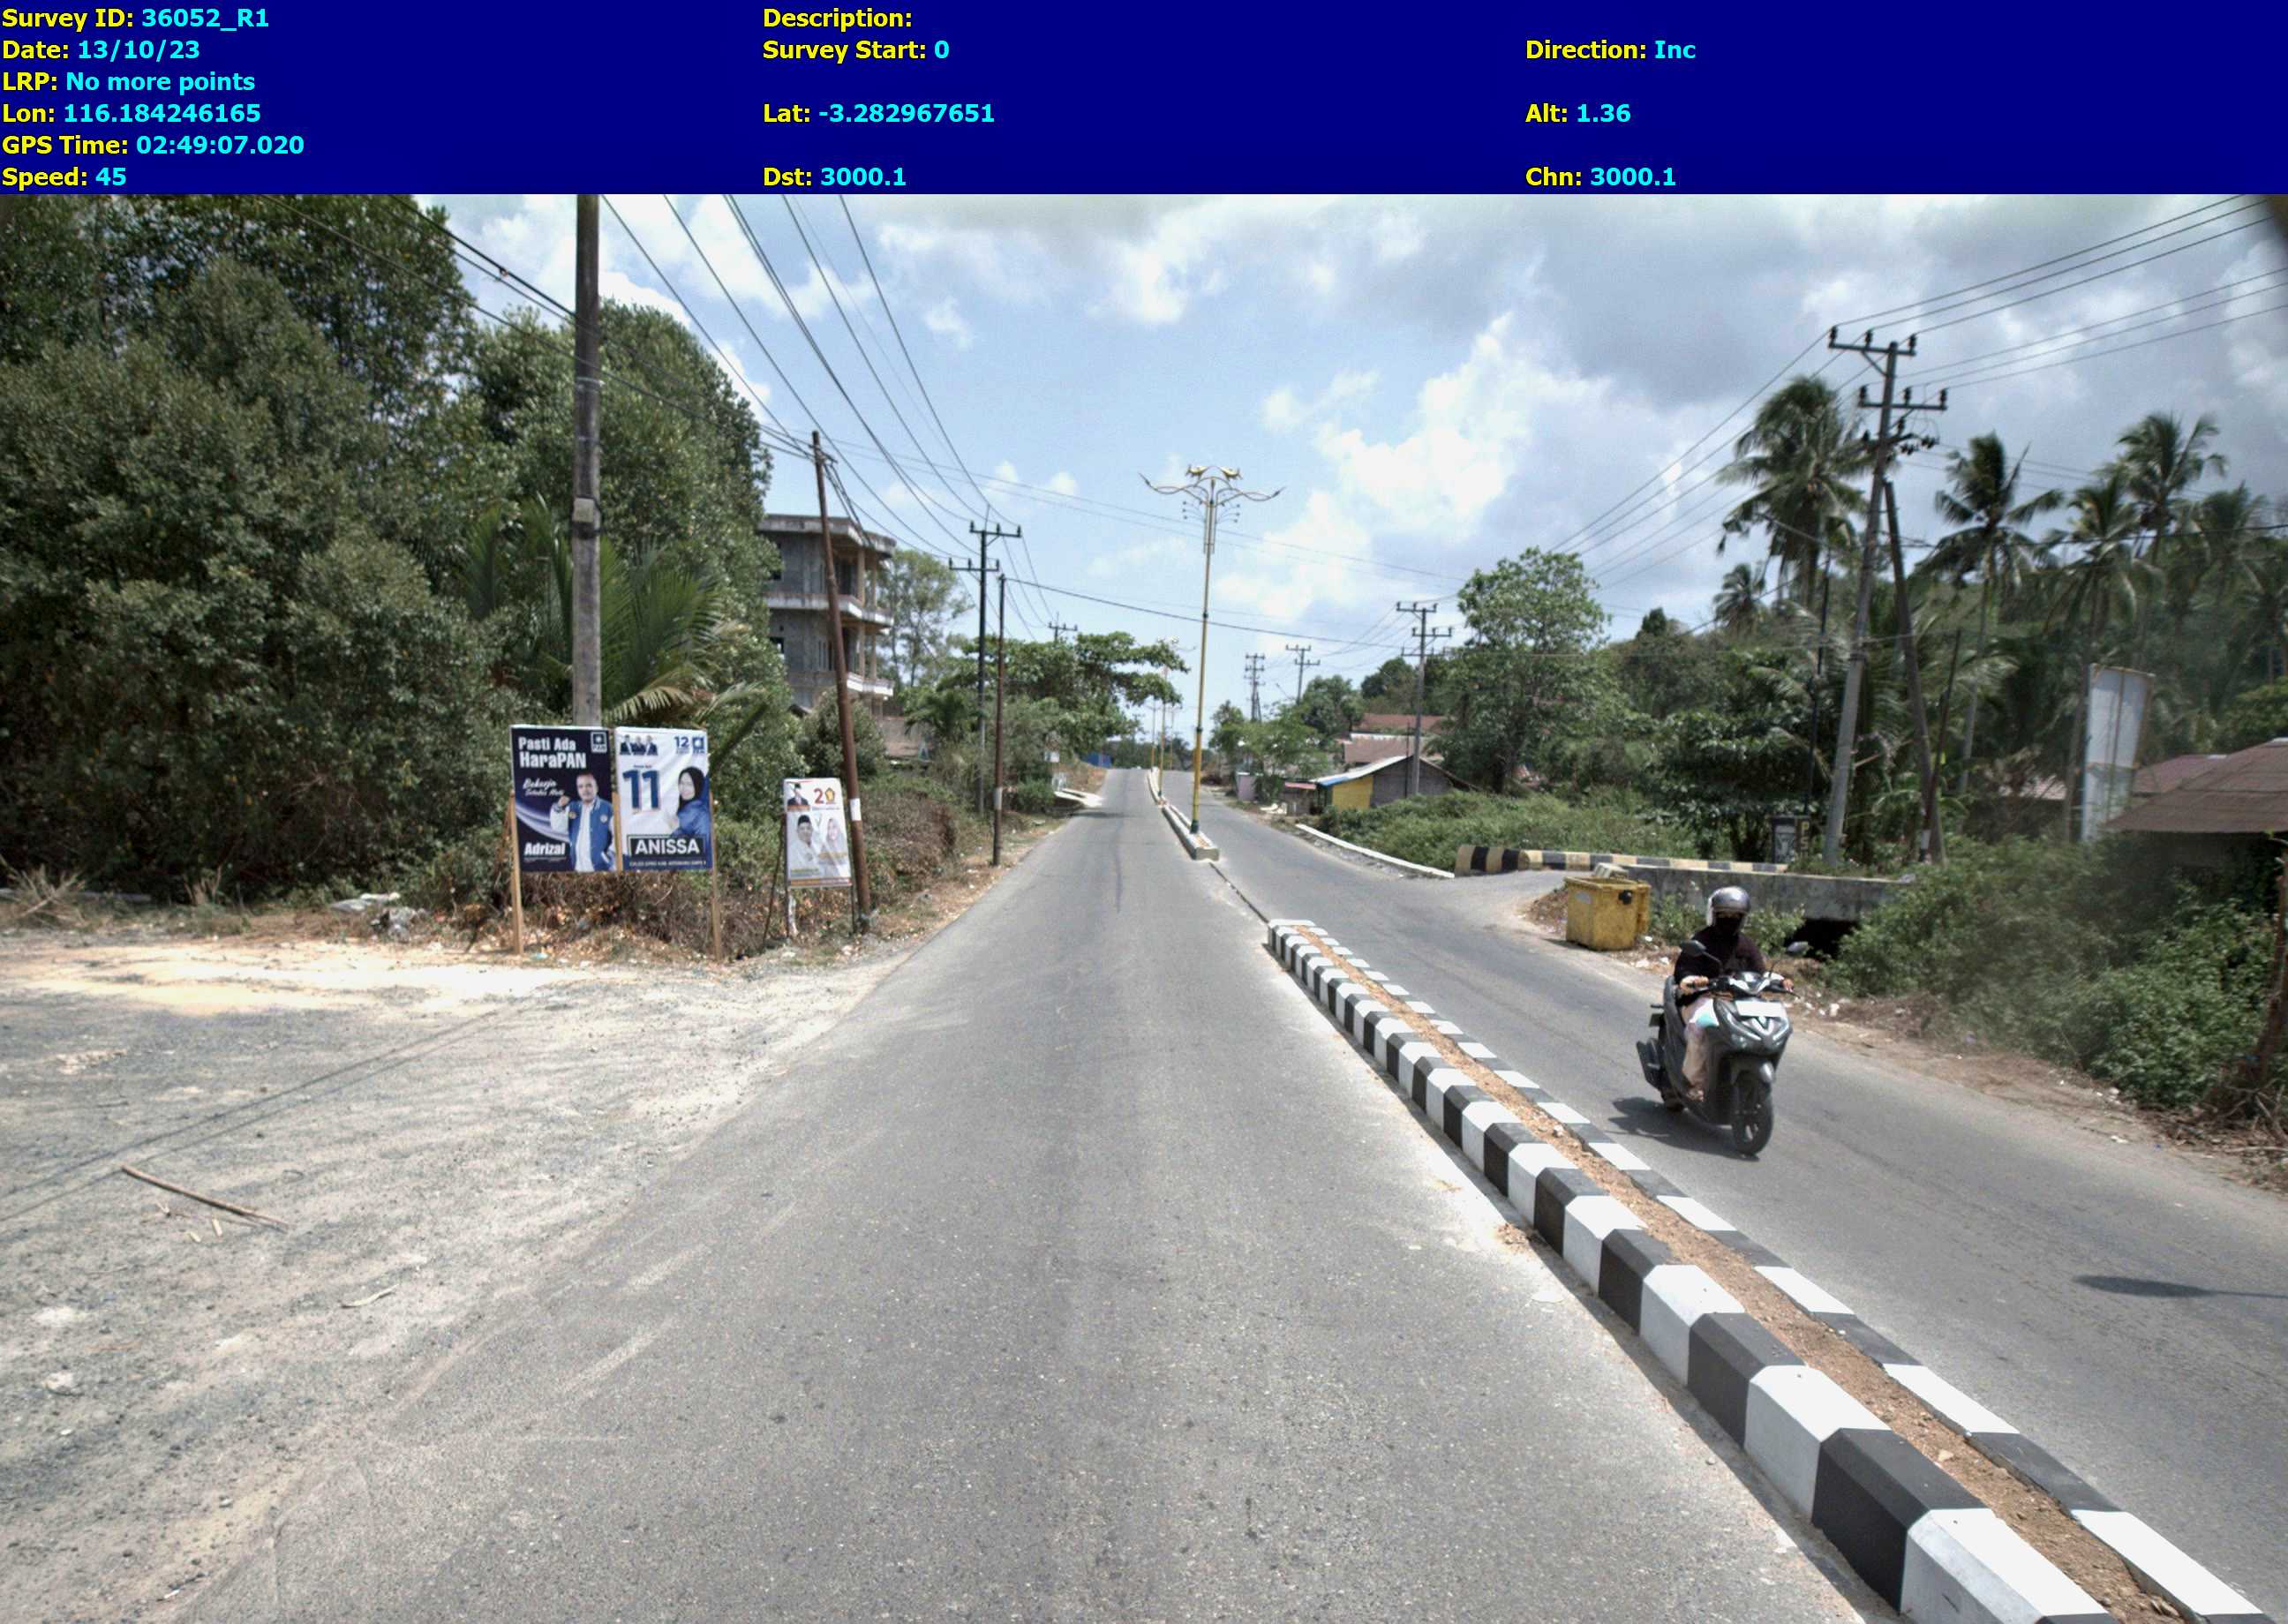 Survey ID: 36052_R1
Description:
Date: 13/10/23
Survey Start: 0
Direction: Inc
LRP: No more points
Lon: 116.184246165
Lat: -3.282967651
Alt: 1.36
GPS Time: 02:49:07.020
Speed: 45
Dst: 3000.1
Chn: 3000.1
Pasti Ada
HaraPAN
PAN
Bekerja
Adrizal
12
11
ANISSA
2